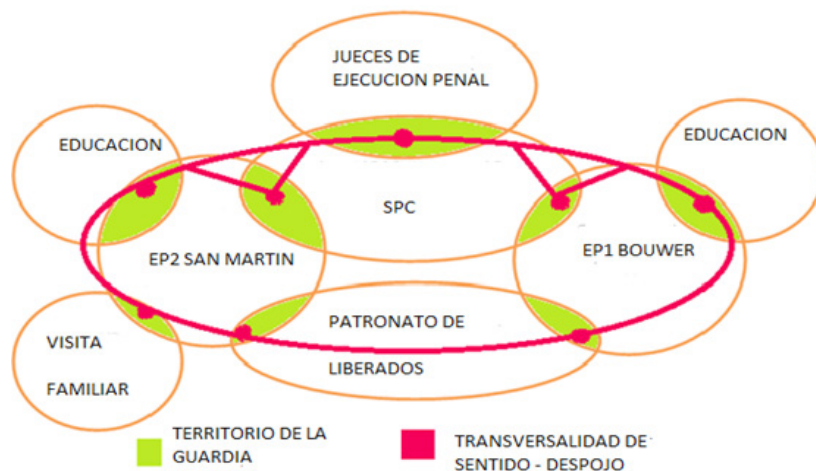 JUECES DE
EJECUCION PENAL
EDUCACION
EDUCACION
SPC
EP2 SAN MARTIN
EP1 BOUWER
PATRONATO DE
LIBERADOS
VISITA
FAMILIAR
TERRITORIO DE LA
GUARDIA
TRANSVERSALIDAD DE
SENTIDO - DESPOJO